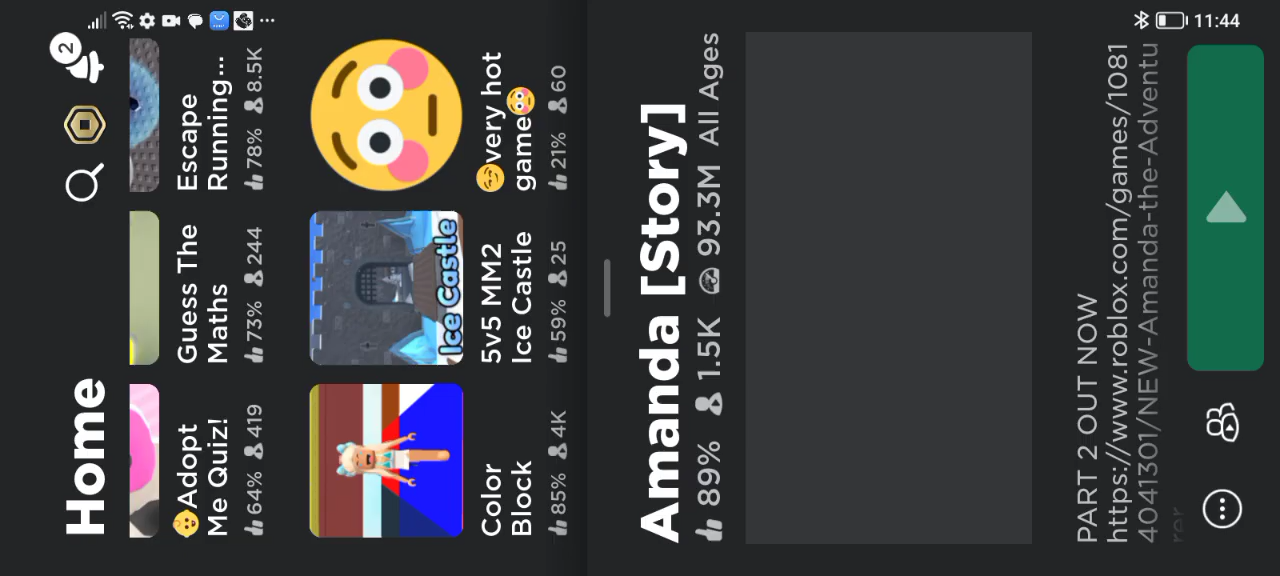 11:44
Home
2
👶Adopt
Me Quiz!
64% 419
Guess The
Maths
73% 244
Escape
Running...
78% 8.5K
Color
Block
85% 4K
Ice Castle
5v5 MM2
Ice Castle
59% 25
😩very hot
game😳
21% 60
Amanda [Story]
89% 1.5K 93.3M All Ages
PART 2 OUT NOW
https://www.roblox.com/games/1081
4041301/NEW-Amanda-the-Adventu
rer